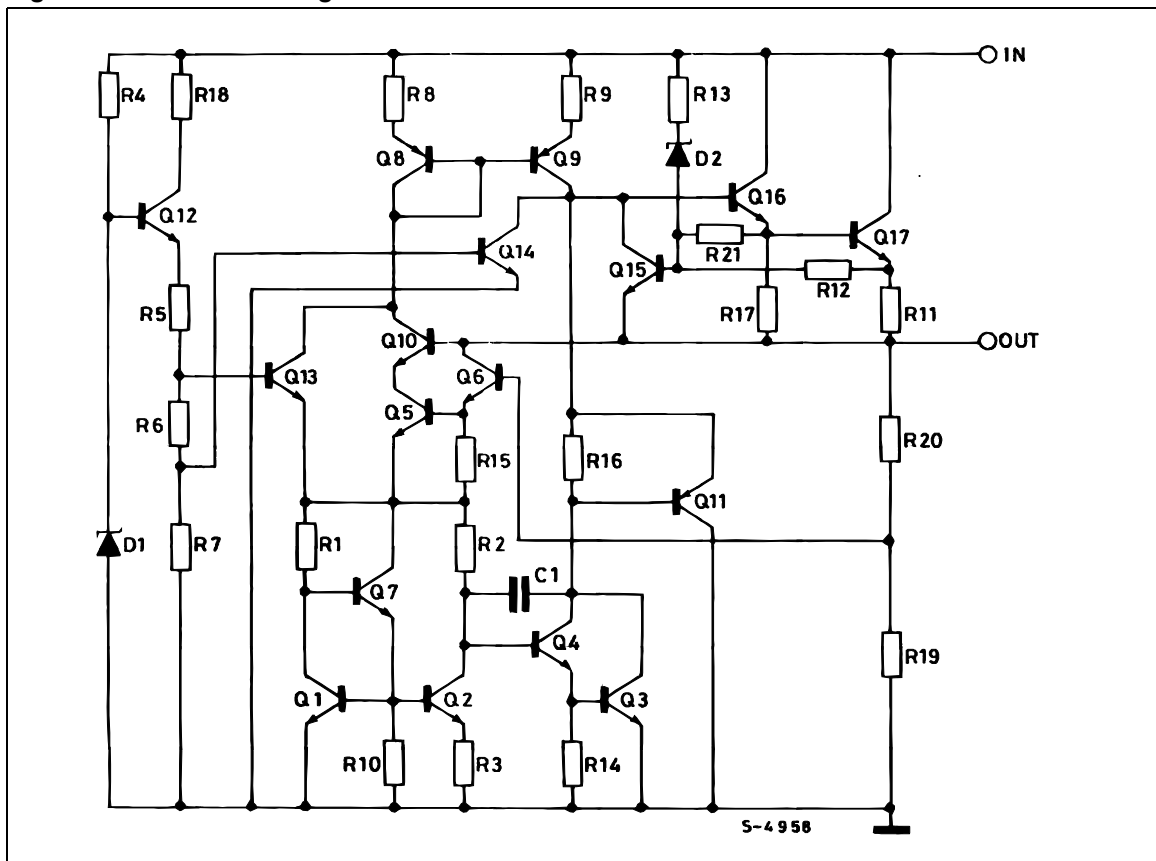 IN
R4 R18 R8 R9 R13
Q8 Q9 D2
Q12 Q16
Q14 R21 Q17
Q15 R12
R5 R17 R11
Q10 OUT
Q13 Q6
Q5
R6 R15 R16 R20
Q11
D1 R7 R1 R2
C1
Q7
Q4 R19
Q1 Q2 Q3
R10 R3 R14
S-4958